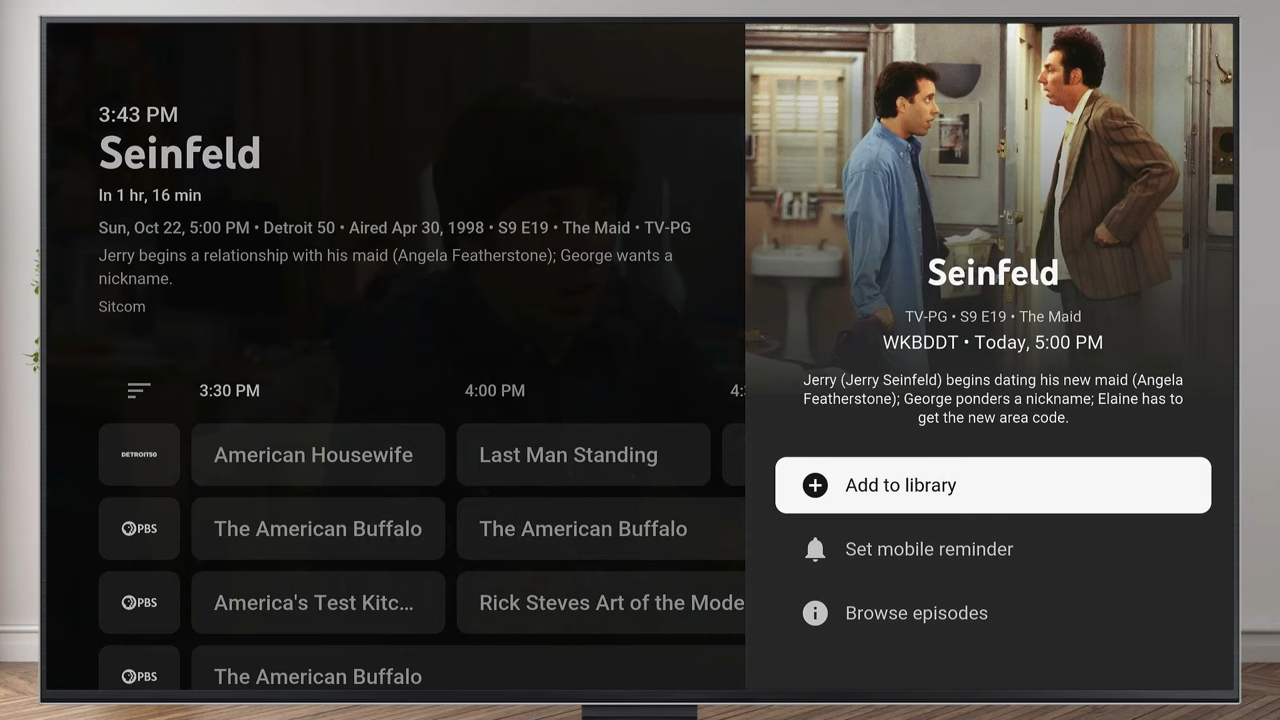 3:43 PM
Seinfeld
In 1 hr, 16 min
Sun, Oct 22, 5:00 PM • Detroit 50 • Aired Apr 30, 1998 • S9 E19 • The Maid • TV-PG
Jerry begins a relationship with his maid (Angela Featherstone); George wants a
nickname.
Sitcom
3:30 PM
4:00 PM
4:
DETROIT50
American Housewife
Last Man Standing
PBS
The American Buffalo
The American Buffalo
PBS
America's Test Kitc...
Rick Steves Art of the Mode
PBS
The American Buffalo
Seinfeld
TV-PG • S9 E19 • The Maid
WKBDDT • Today, 5:00 PM
Jerry (Jerry Seinfeld) begins dating his new maid (Angela
Featherstone); George ponders a nickname; Elaine has to
get the new area code.
Add to library
Set mobile reminder
Browse episodes